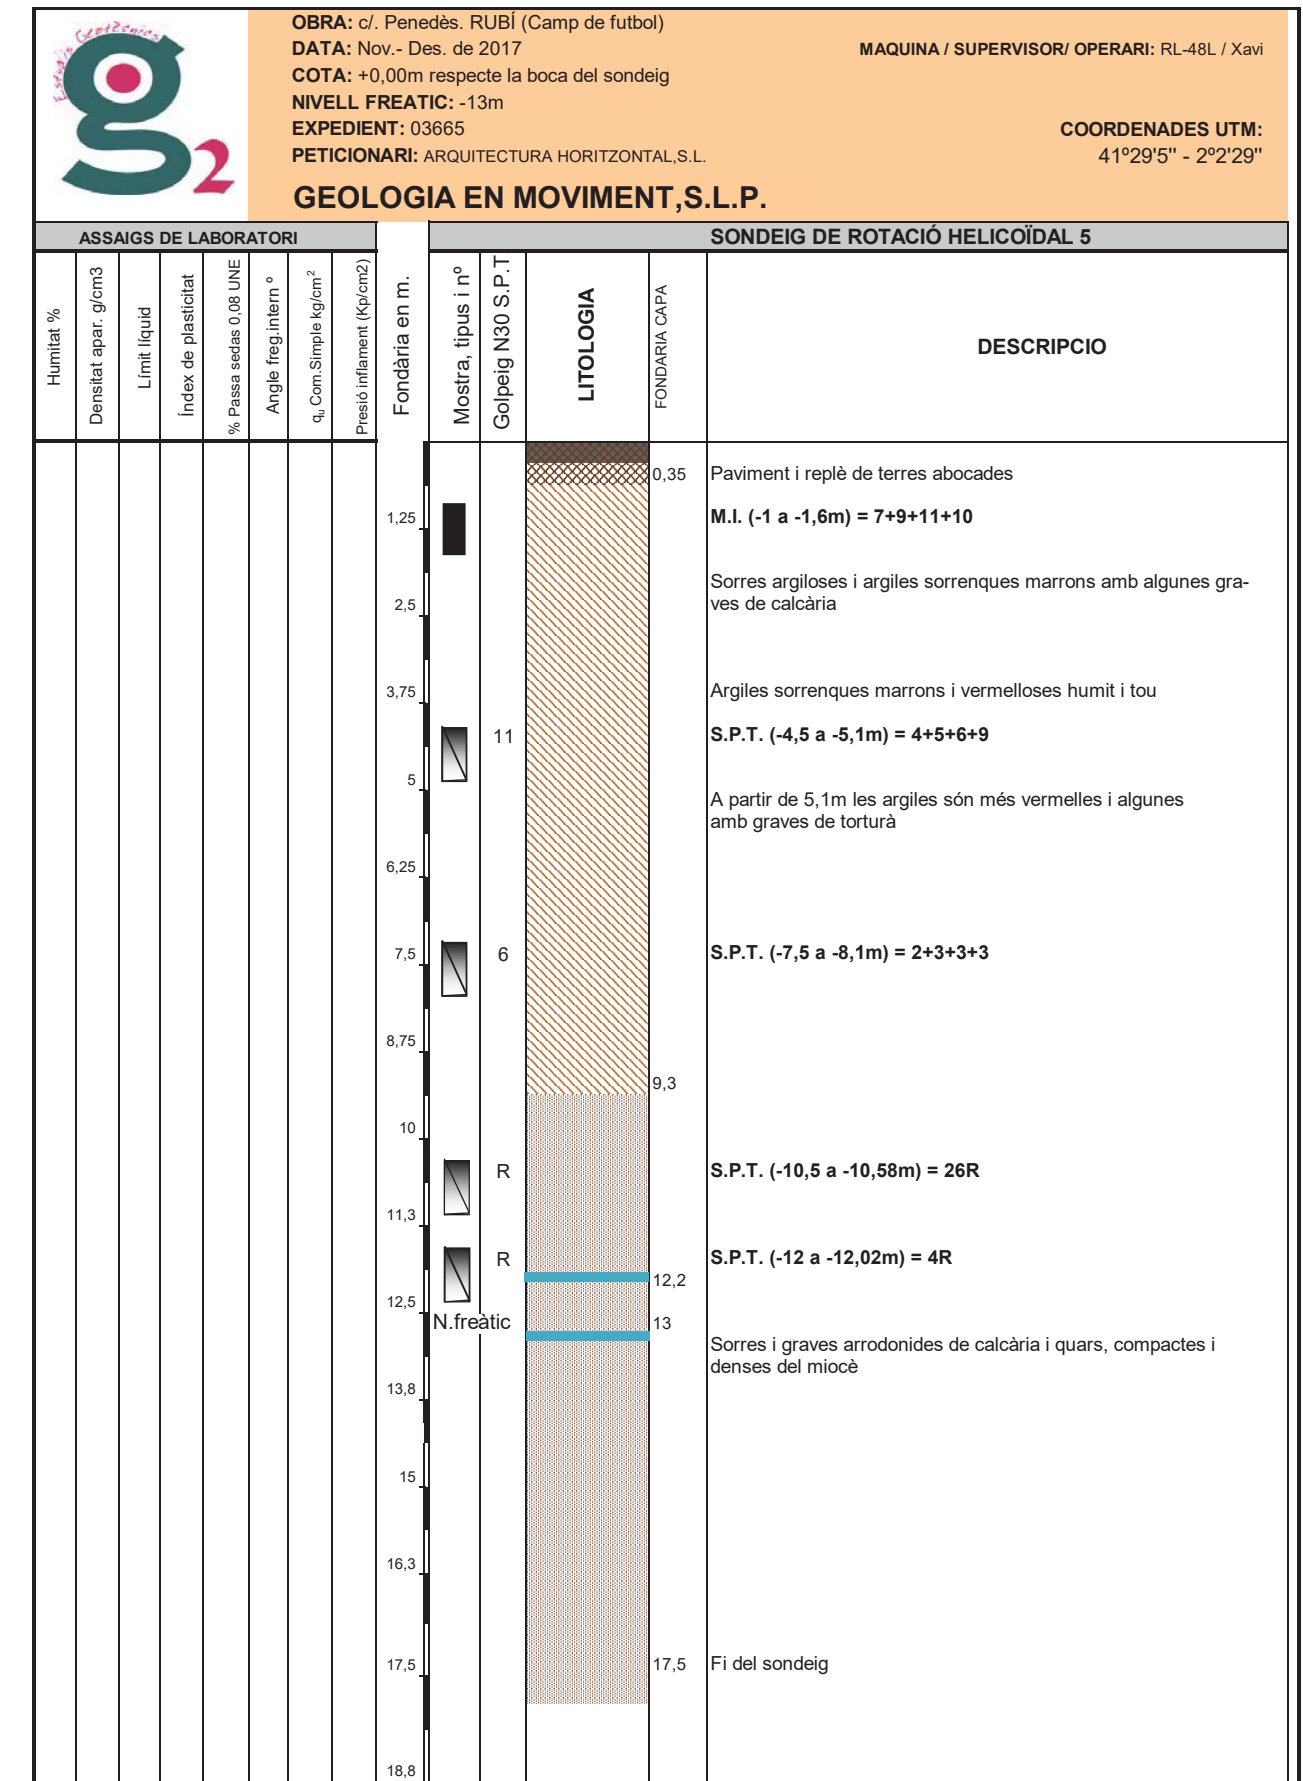 Estudis Geotècnics
g2
OBRA: c/. Penedès. RUBÍ (Camp de futbol)
DATA: Nov.- Des. de 2017
MAQUINA / SUPERVISOR/ OPERARI: RL-48L / Xavi
COTA: +0,00m respecte la boca del sondeig
NIVELL FREATIC: -13m
EXPEDIENT: 03665
COORDENADES UTM:
PETICIONARI: ARQUITECTURA HORITZONTAL,S.L.
41º29'5'' - 2º2'29''
GEOLOGIA EN MOVIMENT,S.L.P.
ASSAIGS DE LABORATORI
SONDEIG DE ROTACIÓ HELICOÏDAL 5
Humitat %
Densitat apar. g/cm3
Límit líquid
Índex de plasticitat
% Passa sedas 0,08 UNE
Angle freg.intern º
qu Com.Simple kg/cm²
Presió inflament (Kp/cm2)
Fondària en m.
Mostra, tipus i nº
Golpeig N30 S.P.T
LITOLOGIA
FONDARIA CAPA
DESCRIPCIO
0,35
Paviment i replè de terres abocades
1,25
M.I. (-1 a -1,6m) = 7+9+11+10
Sorres argiloses i argiles sorrenques marrons amb algunes gra-
ves de calcària
2,5
3,75
Argiles sorrenques marrons i vermelloses humit i tou
11
S.P.T. (-4,5 a -5,1m) = 4+5+6+9
5
A partir de 5,1m les argiles són més vermelles i algunes
amb graves de torturà
6,25
7,5
6
S.P.T. (-7,5 a -8,1m) = 2+3+3+3
8,75
9,3
10
R
S.P.T. (-10,5 a -10,58m) = 26R
11,3
R
S.P.T. (-12 a -12,02m) = 4R
12,2
12,5
N.freàtic
13
Sorres i graves arrodonides de calcària i quars, compactes i
denses del miocè
13,8
15
16,3
17,5
17,5
Fi del sondeig
18,8